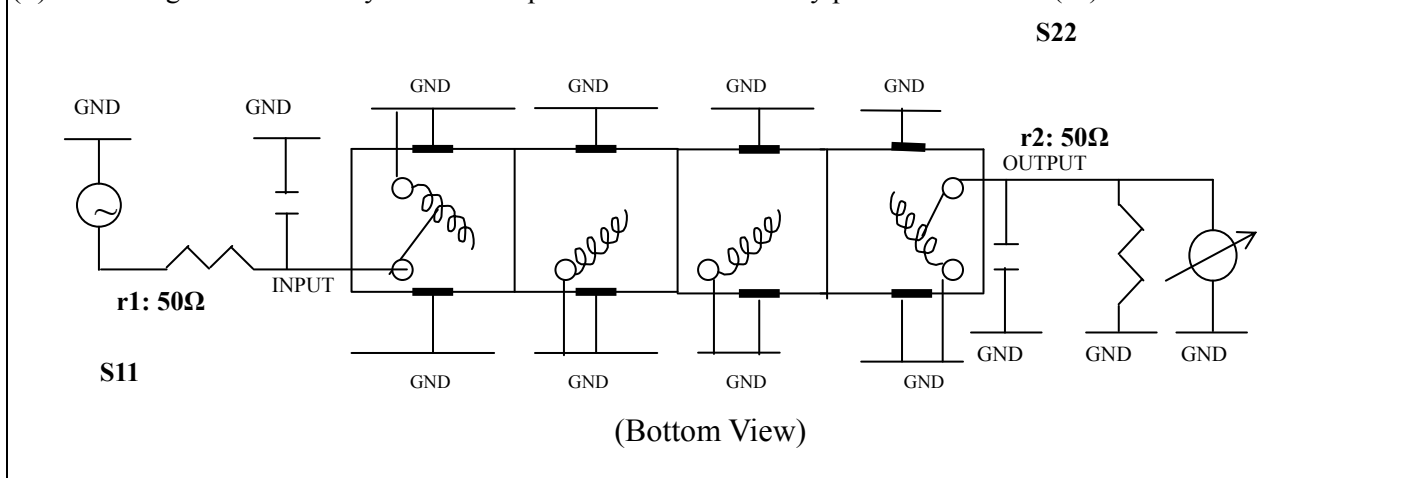 S22
GND GND GND GND
GND GND
r2: 50Ω
OUTPUT
INPUT
r1: 50Ω
GND GND GND
S11
GND GND GND GND
(Bottom View)